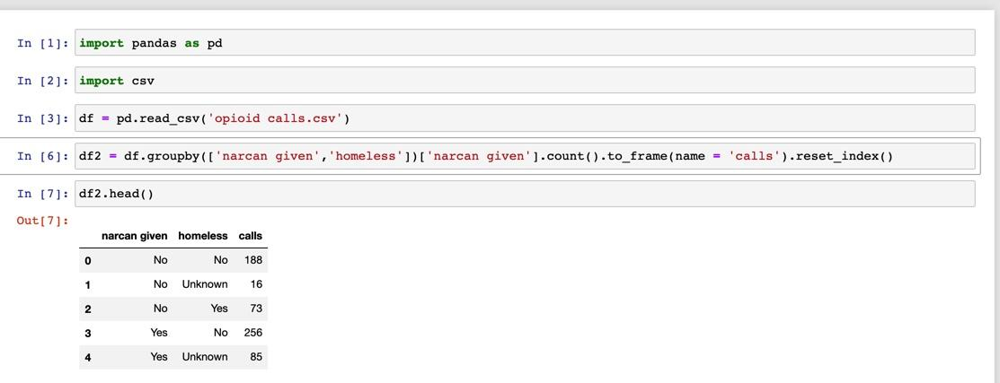 In [1]: import pandas as pd
In [2]: import csv
In [3]: df = pd.read_csv('opioid calls.csv')
In [6]: df2 = df.groupby(['narcan given','homeless'])['narcan given'].count().to_frame(name = 'calls').reset_index()
In [7]: df2.head()
Out[7]:
narcan given homeless calls
0 No No 188
1 No Unknown 16
2 No Yes 73
3 Yes No 256
4 Yes Unknown 85